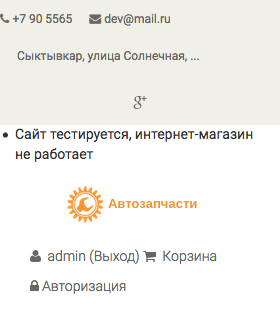 +7 90 5565 dev@mail.ru
Сыктывкар, улица Солнечная, ...
g+
Сайт тестируется, интернет-магазин
не работает
Автозапчасти
admin (Выход) Корзина
Авторизация